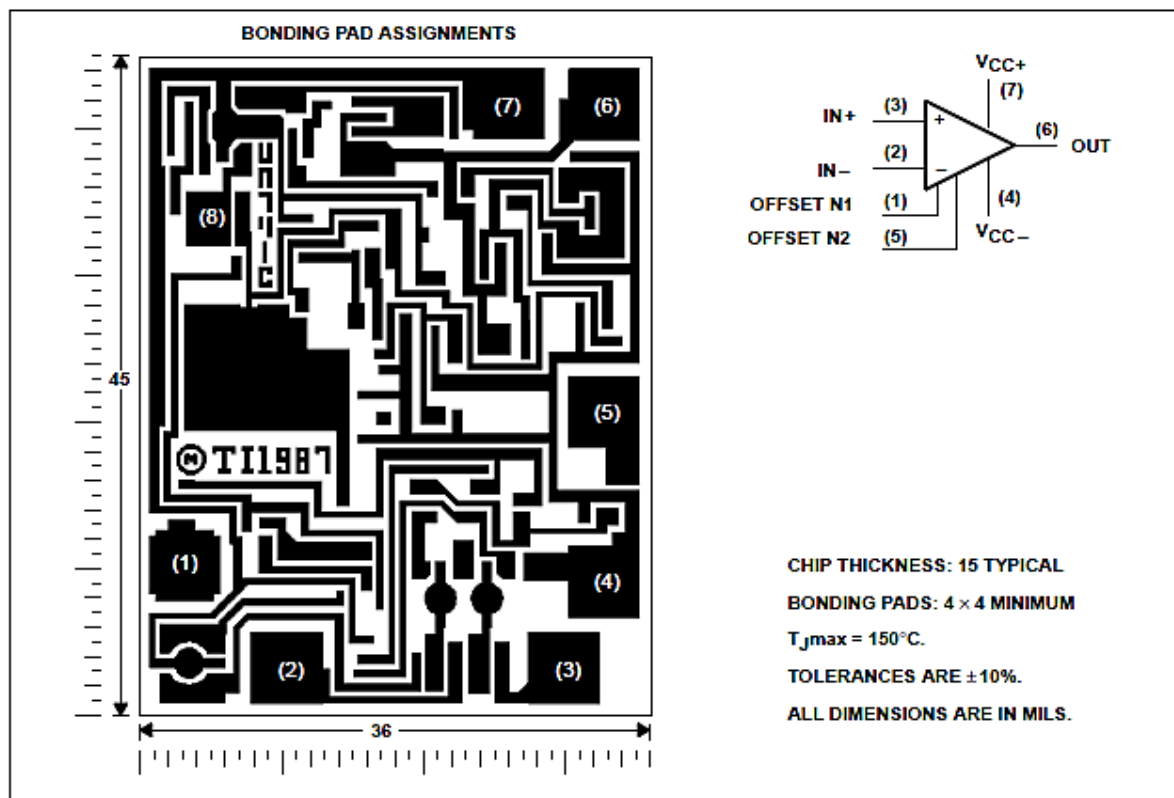 BONDING PAD ASSIGNMENTS
(7)
(6)
(8)
45
(5)
Ⓜ TI1987
(1)
(4)
(2)
(3)
36
VCC+
(7)
(3)
IN+
+
(6)
OUT
(2)
IN−
−
OFFSET N1
(1)
(4)
OFFSET N2
(5)
VCC−
CHIP THICKNESS: 15 TYPICAL
BONDING PADS: 4 × 4 MINIMUM
TJmax = 150°C.
TOLERANCES ARE ±10%.
ALL DIMENSIONS ARE IN MILS.